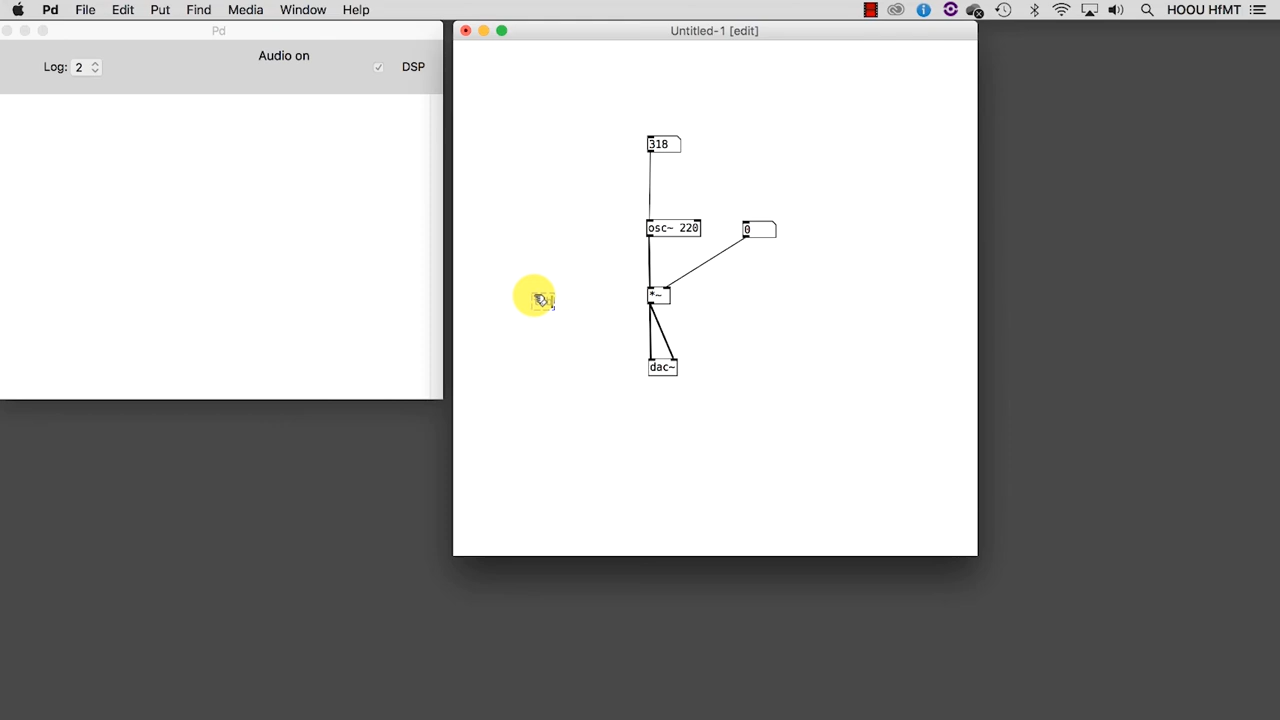 Pd File Edit Put Find Media Window Help HOOU HfMT
Pd
Audio on
Log: 2
DSP
Untitled-1 [edit]
318
osc~ 220
0
*~
dac~